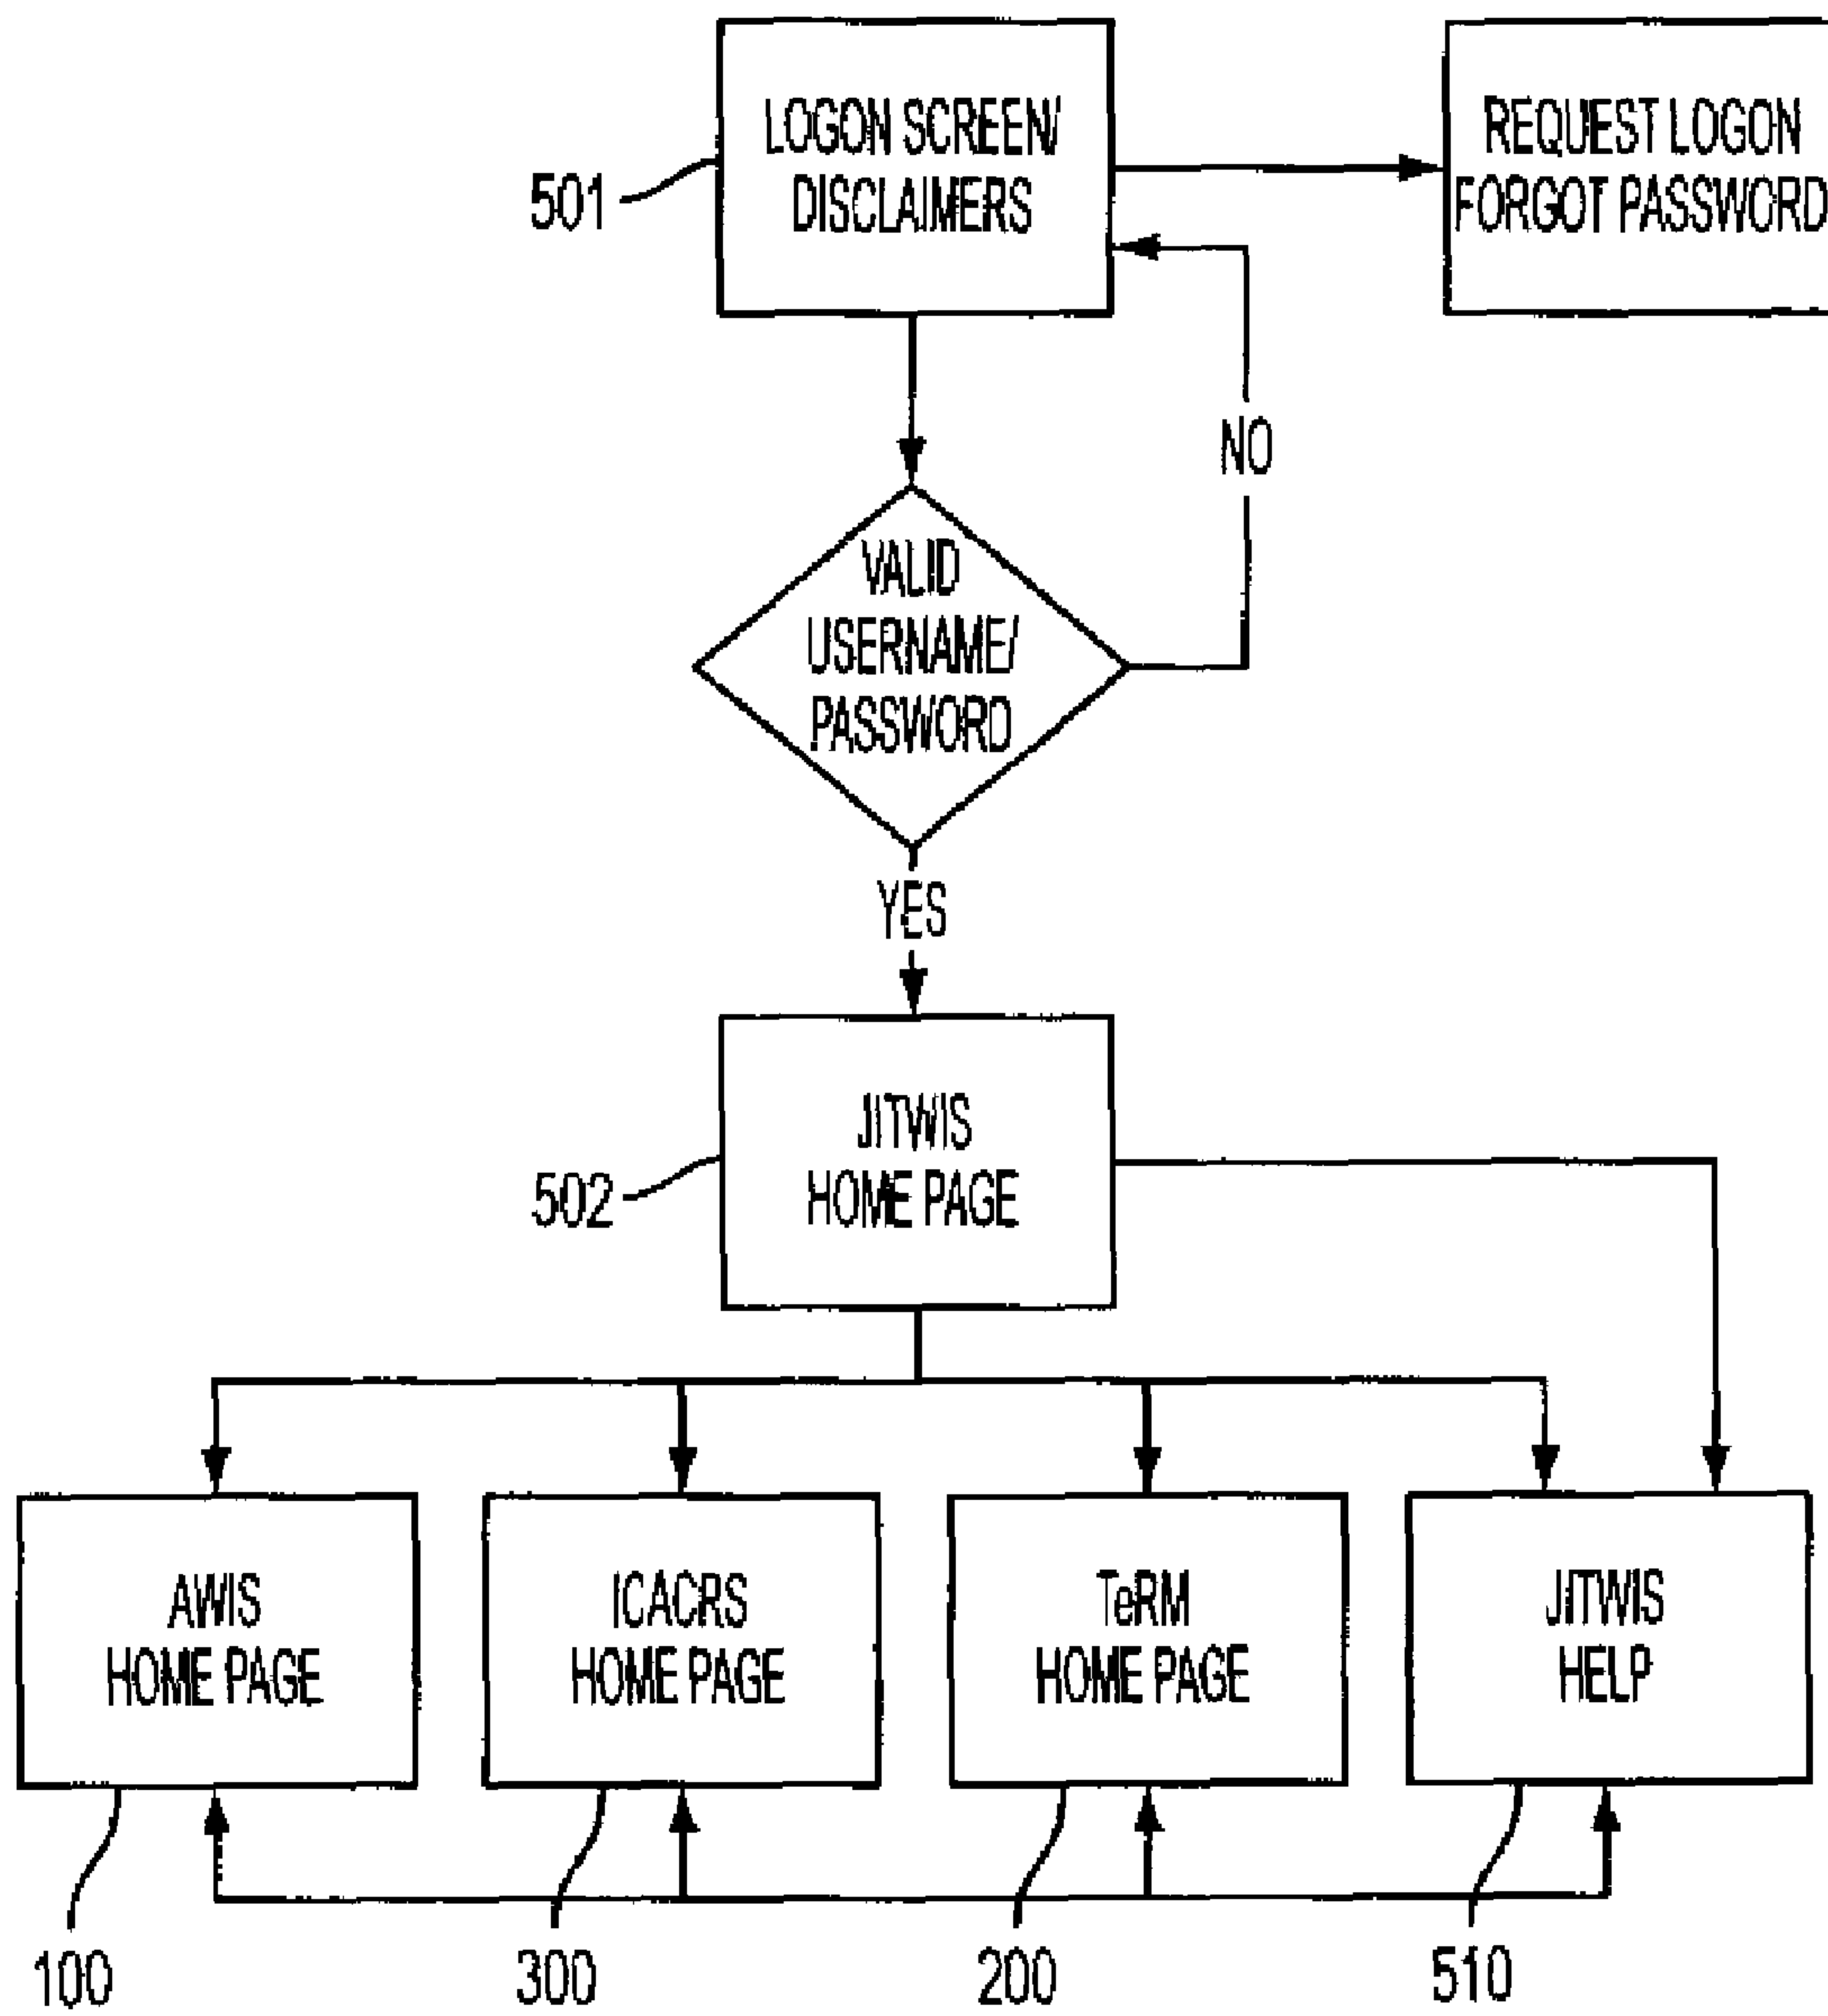 LOGON SCREEN/
DISCLAIMERS
REQUEST LOGON
FORGOT PASSWORD
501
NO
VALID
USERNAME/
PASSWORD
YES
JITWIS
HOME PAGE
502
AWIS
HOME PAGE
ICACRS
HOME PAGE
TeRM
HOME PAGE
JITWIS
HELP
100
300
200
510